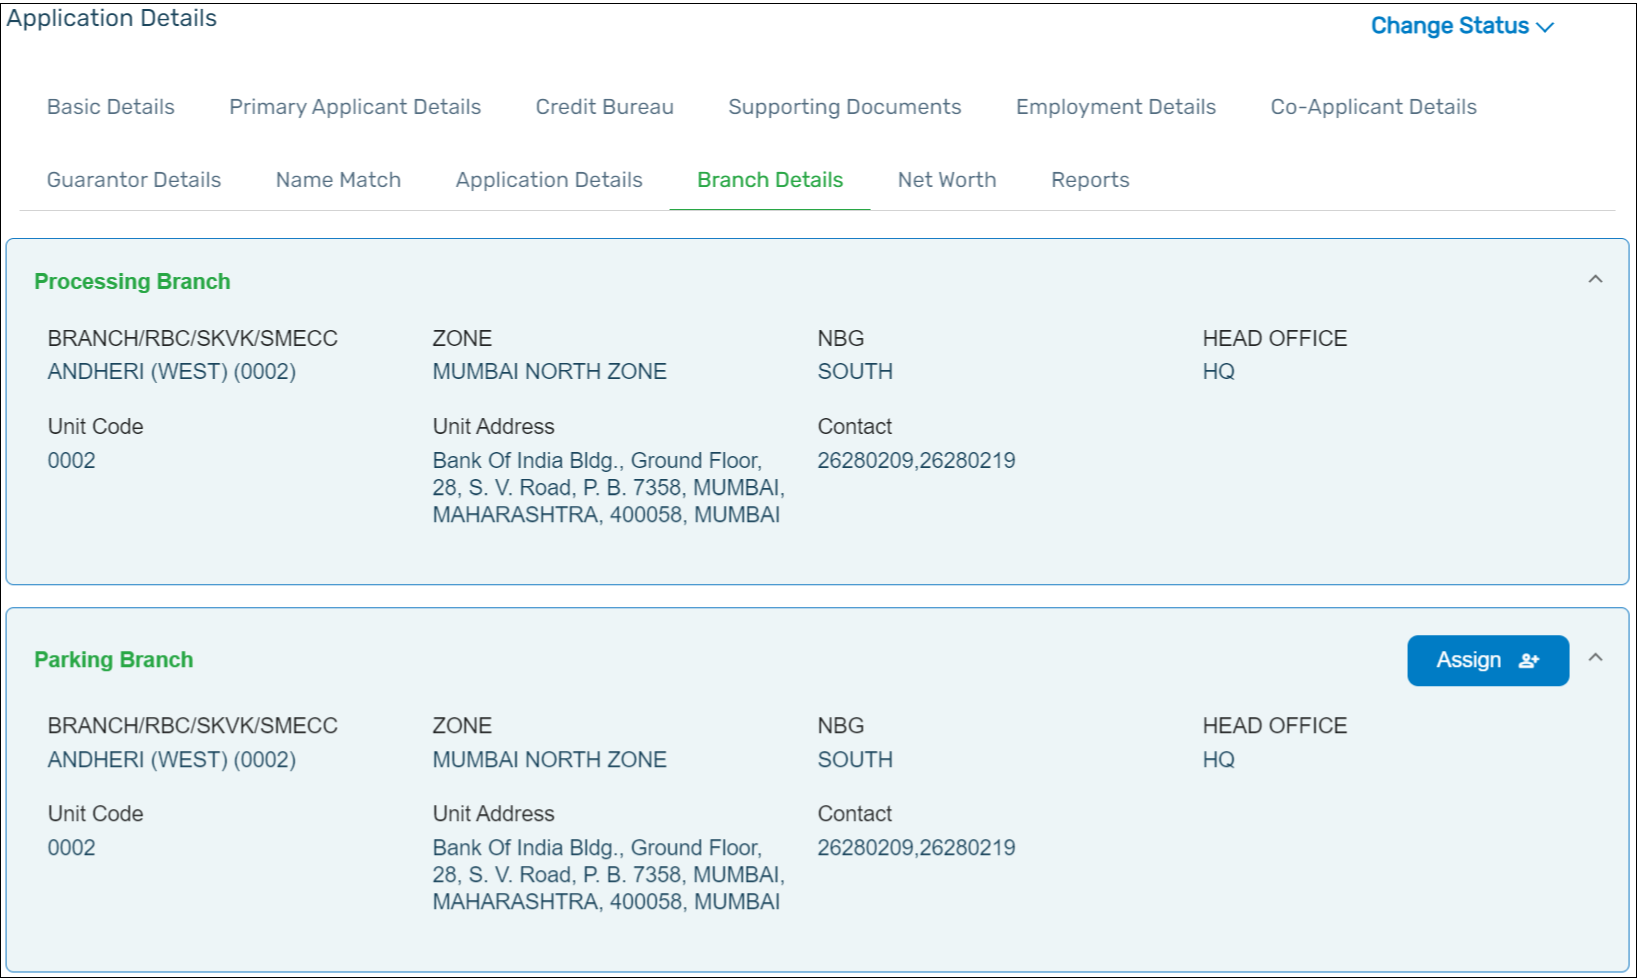 Application Details
Change Status
Basic Details Primary Applicant Details Credit Bureau Supporting Documents Employment Details Co-Applicant Details
Guarantor Details Name Match Application Details Branch Details Net Worth Reports
Processing Branch
BRANCH/RBC/SKVK/SMECC ZONE NBG HEAD OFFICE
ANDHERI (WEST) (0002) MUMBAI NORTH ZONE SOUTH HQ
Unit Code Unit Address Contact
0002 Bank Of India Bldg., Ground Floor, 26280209,26280219
28, S. V. Road, P. B. 7358, MUMBAI,
MAHARASHTRA, 400058, MUMBAI
Parking Branch Assign
BRANCH/RBC/SKVK/SMECC ZONE NBG HEAD OFFICE
ANDHERI (WEST) (0002) MUMBAI NORTH ZONE SOUTH HQ
Unit Code Unit Address Contact
0002 Bank Of India Bldg., Ground Floor, 26280209,26280219
28, S. V. Road, P. B. 7358, MUMBAI,
MAHARASHTRA, 400058, MUMBAI